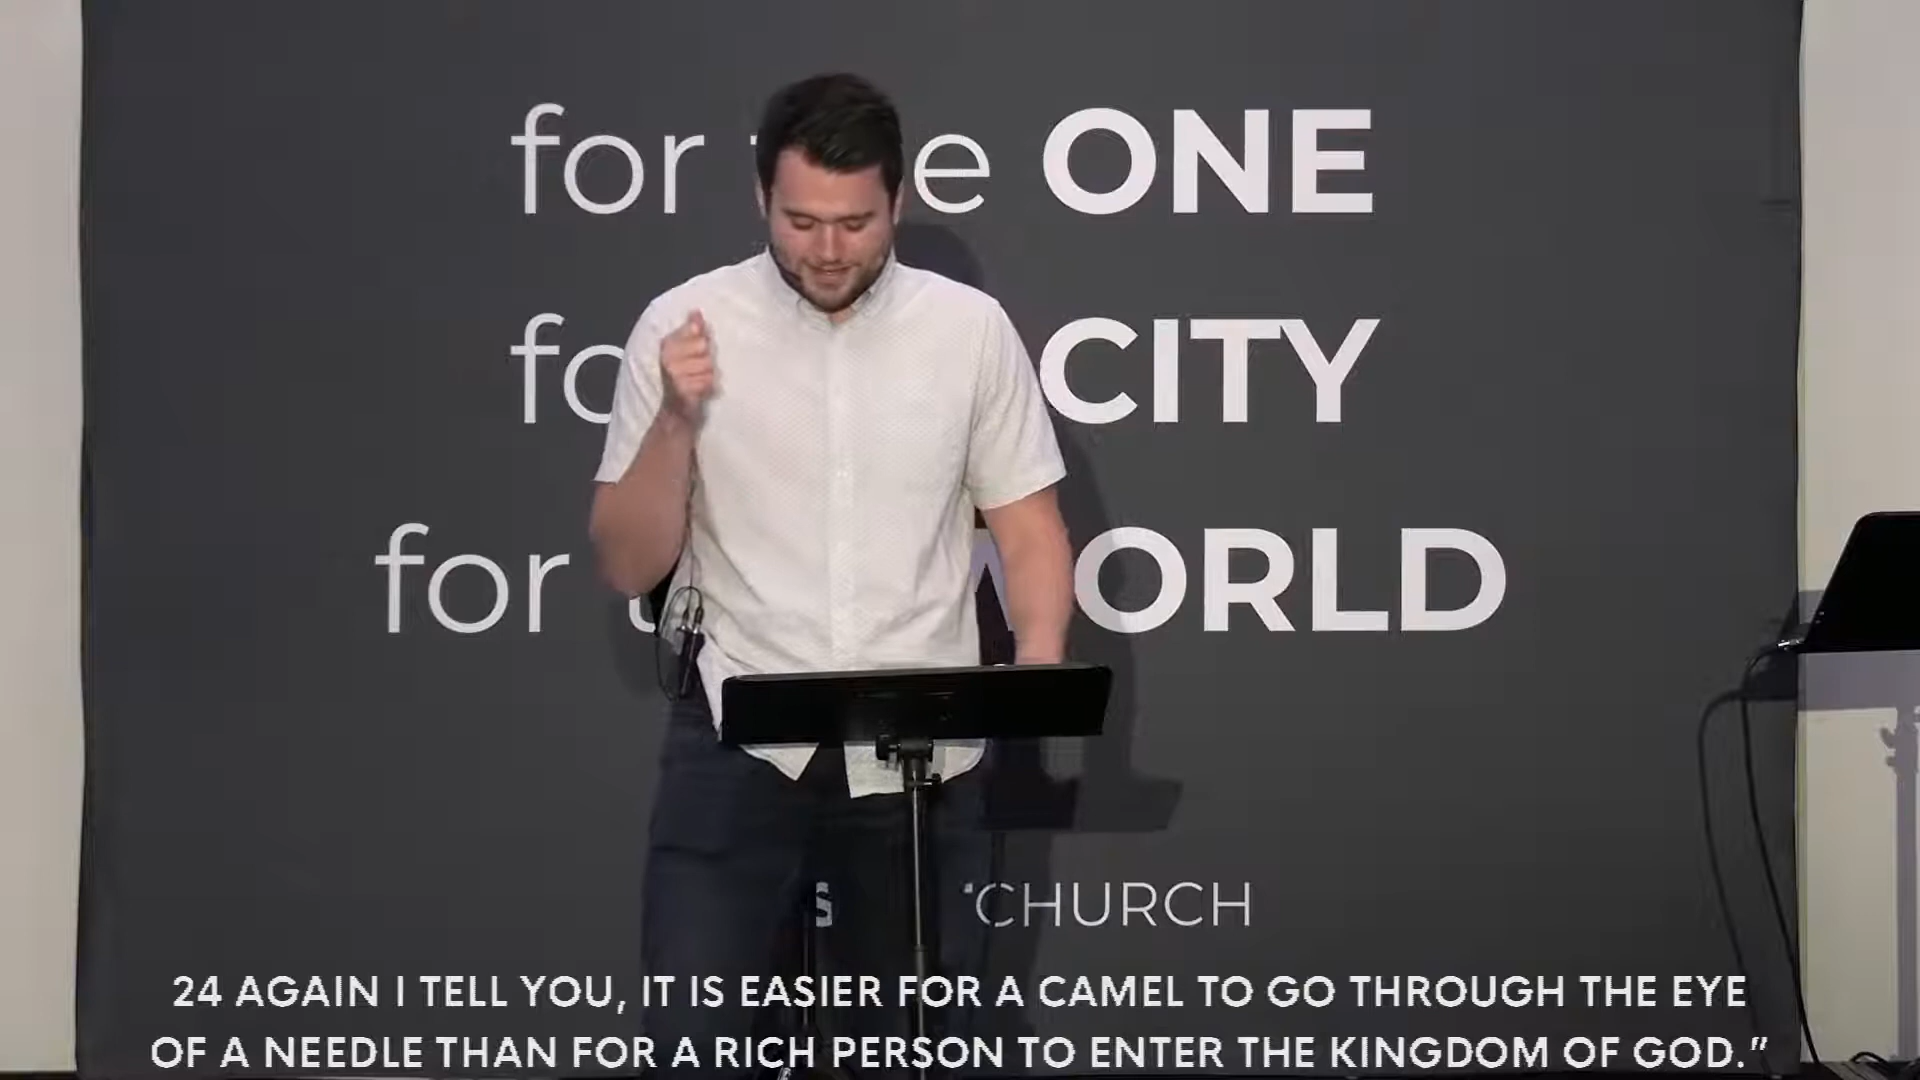 for e ONE
CITY
for ORLD
CHURCH
24 AGAIN I TELL YOU, IT IS EASIER FOR A CAMEL TO GO THROUGH THE EYE
OF A NEEDLE THAN FOR A RICH PERSON TO ENTER THE KINGDOM OF GOD.”